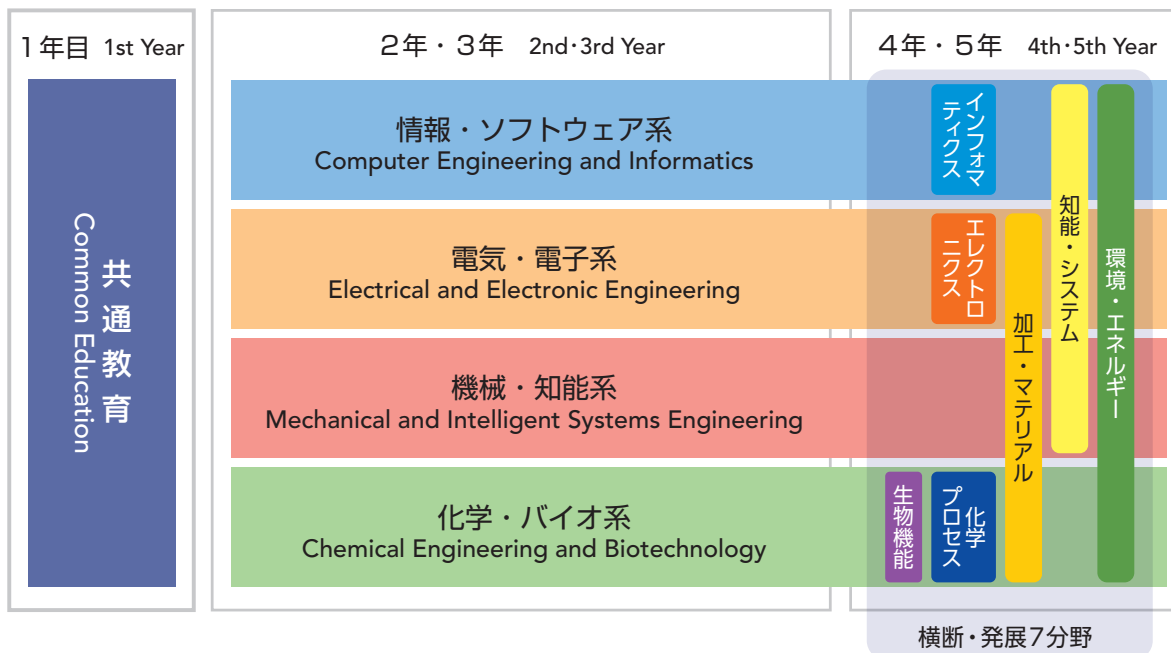 1年目 1st Year
共通教育
Common Education
2年・3年 2nd・3rd Year
情報・ソフトウェア系
Computer Engineering and Informatics
電気・電子系
Electrical and Electronic Engineering
機械・知能系
Mechanical and Intelligent Systems Engineering
化学・バイオ系
Chemical Engineering and Biotechnology
4年・5年 4th・5th Year
インフォマ
ティクス
エレクトロ
ニクス
生物機能
化学
プロセス
加工・マテリアル
知能・システム
環境・エネルギー
横断・発展7分野